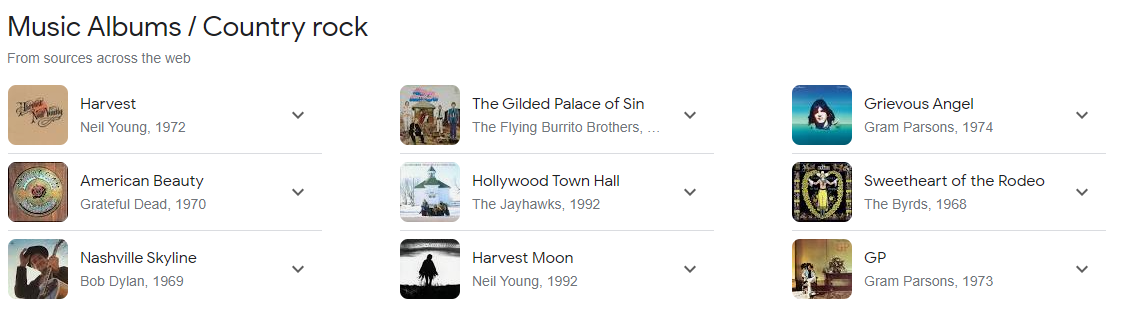 Music Albums / Country rock
From sources across the web
Harvest
Neil Young, 1972
The Gilded Palace of Sin
The Flying Burrito Brothers, ...
Grievous Angel
Gram Parsons, 1974
American Beauty
Grateful Dead, 1970
Hollywood Town Hall
The Jayhawks, 1992
Sweetheart of the Rodeo
The Byrds, 1968
Nashville Skyline
Bob Dylan, 1969
Harvest Moon
Neil Young, 1992
GP
Gram Parsons, 1973